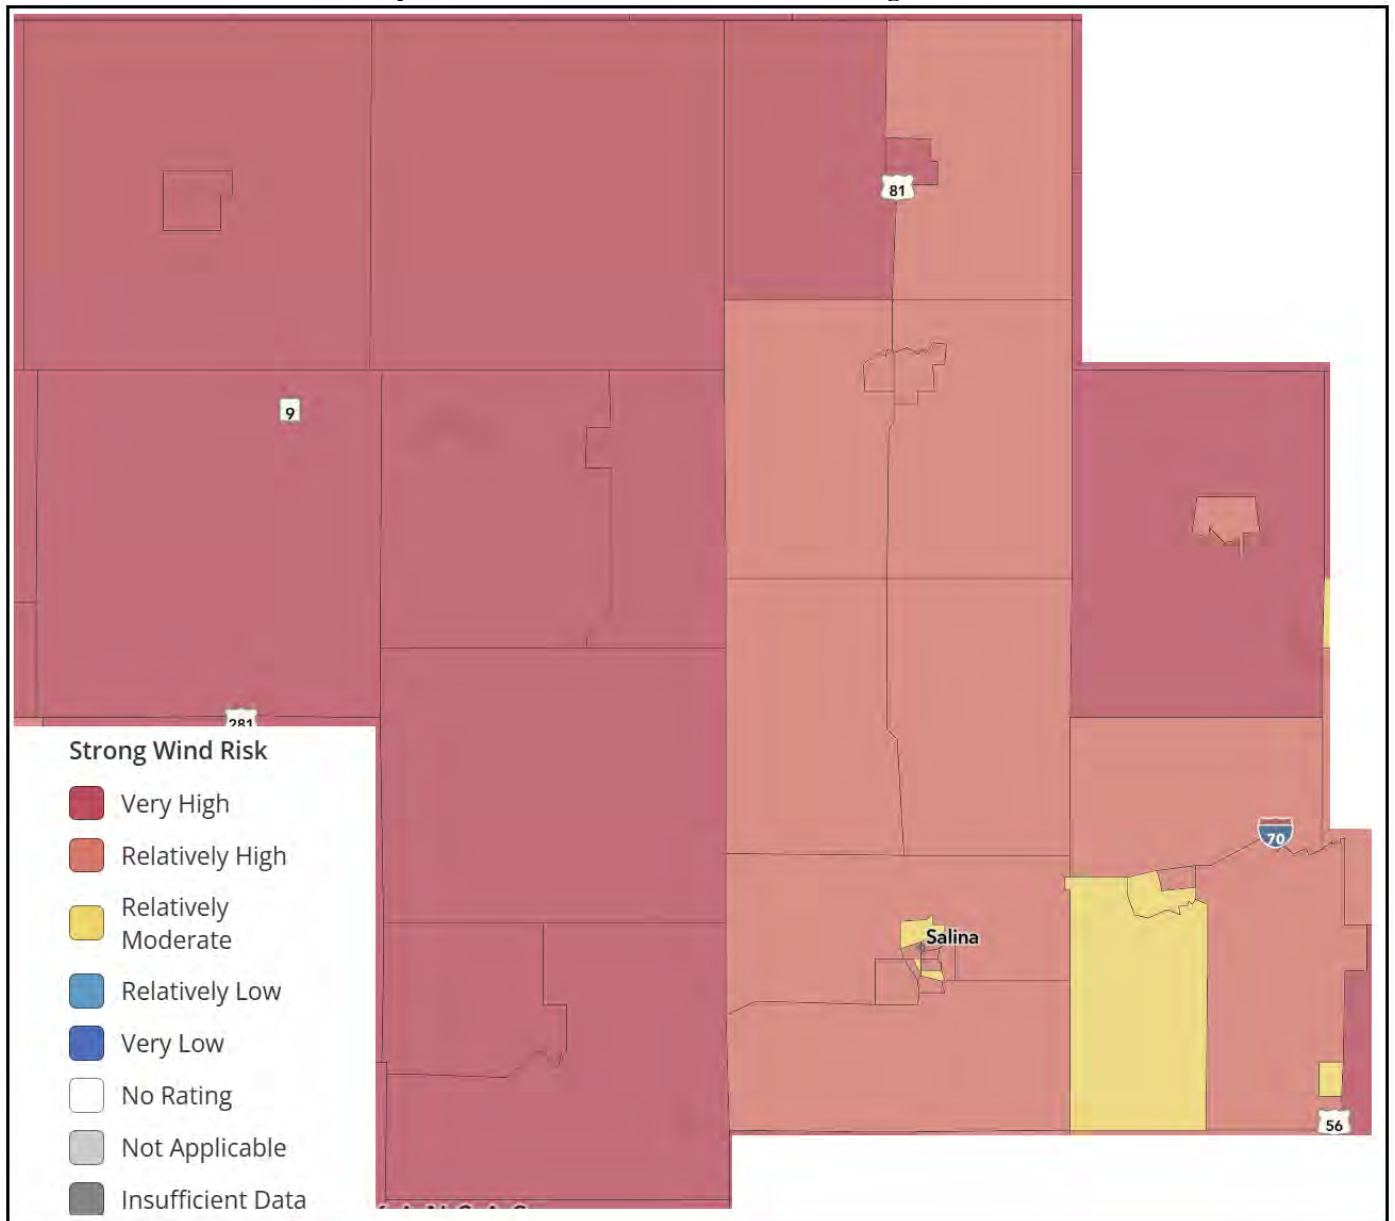 81
9
281
Strong Wind Risk
Very High
Relatively High
Relatively
Moderate
Relatively Low
Very Low
No Rating
Not Applicable
Insufficient Data
70
Salina
56